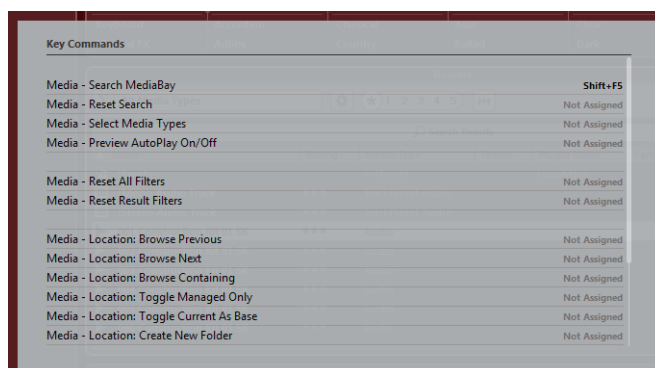 Key Commands
Media - Search MediaBay Shift+F5
Media - Reset Search Not Assigned
Media - Select Media Types Not Assigned
Media - Preview AutoPlay On/Off Not Assigned
Media - Reset All Filters Not Assigned
Media - Reset Result Filters Not Assigned
Media - Location: Browse Previous Not Assigned
Media - Location: Browse Next Not Assigned
Media - Location: Browse Containing Not Assigned
Media - Location: Toggle Managed Only Not Assigned
Media - Location: Toggle Current As Base Not Assigned
Media - Location: Create New Folder Not Assigned